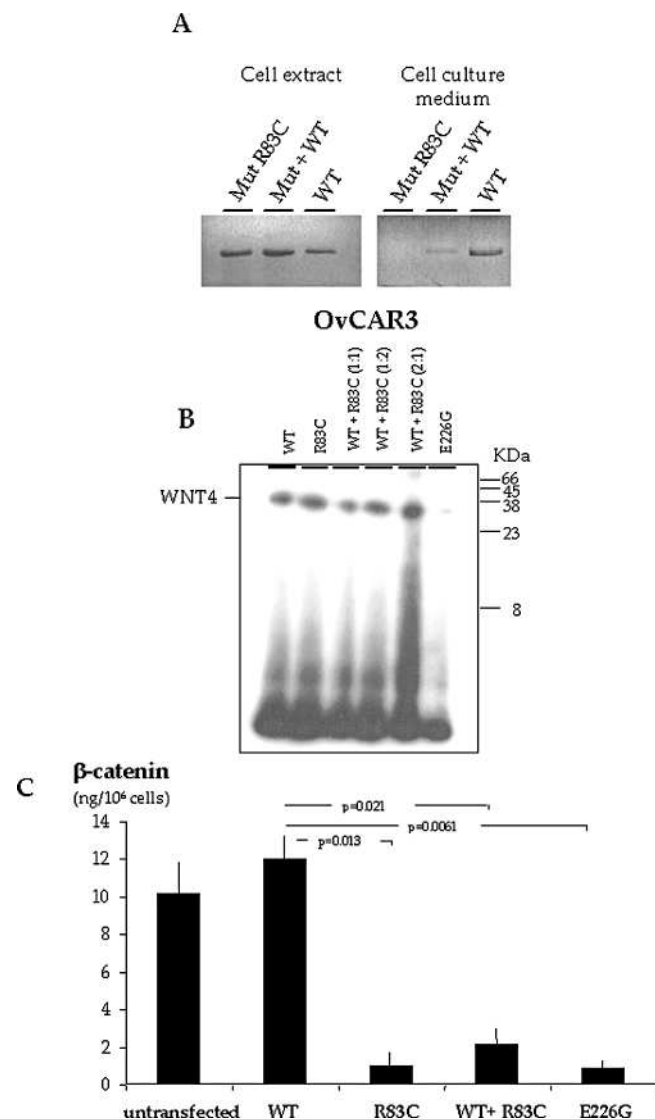 A
Cell extract
Cell culture
medium
Mut R83C
Mut + WT
WT
Mut R83C
Mut + WT
WT
OvCAR3
B
WT
R83C
WT + R83C (1:1)
WT + R83C (1:2)
WT + R83C (2:1)
E226G
KDa
WNT4
66
45
38
23
8
C
β-catenin
(ng/10⁶ cells)
p=0.021
p=0.0061
p=0.013
14
12
10
8
6
4
2
0
untransfected
WT
R83C
WT+ R83C
E226G